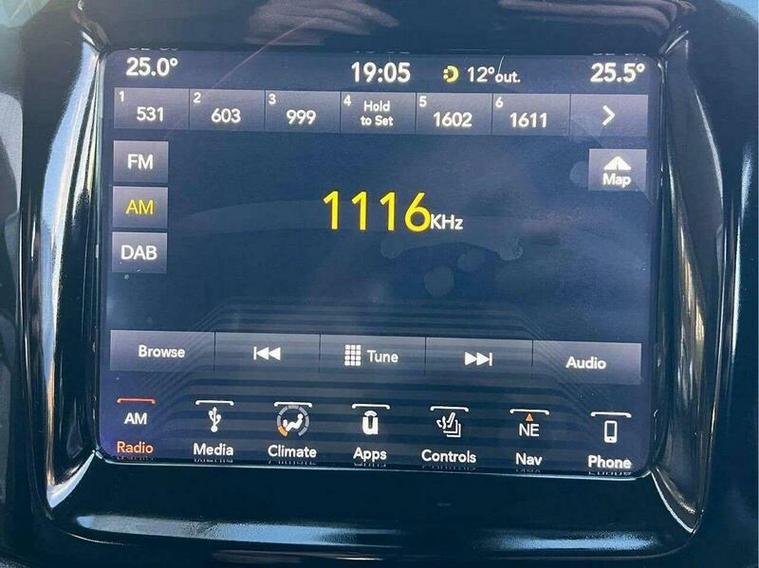 25.0° 19:05 12°out. 25.5°
1 531 2 603 3 999 4 Hold to Set 5 1602 6 1611
FM
Map
AM
1116KHz
DAB
Browse Tune Audio
AM NE
Radio Media Climate Apps Controls Nav Phone